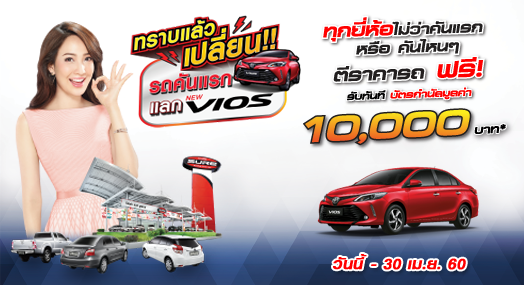 ทราบแล้ว
เปลี่ยน!!
รถคันแรก
แลก NEW VIOS
SURE
ทุกยี่ห้อไม่ว่าคันแรก
หรือ คันไหนๆ
ตีราคารถ ฟรี!
รับทันที บัตรกำนัลมูลค่า
10,000 บาท*
VIOS
วันนี้ - 30 เม.ย. 60